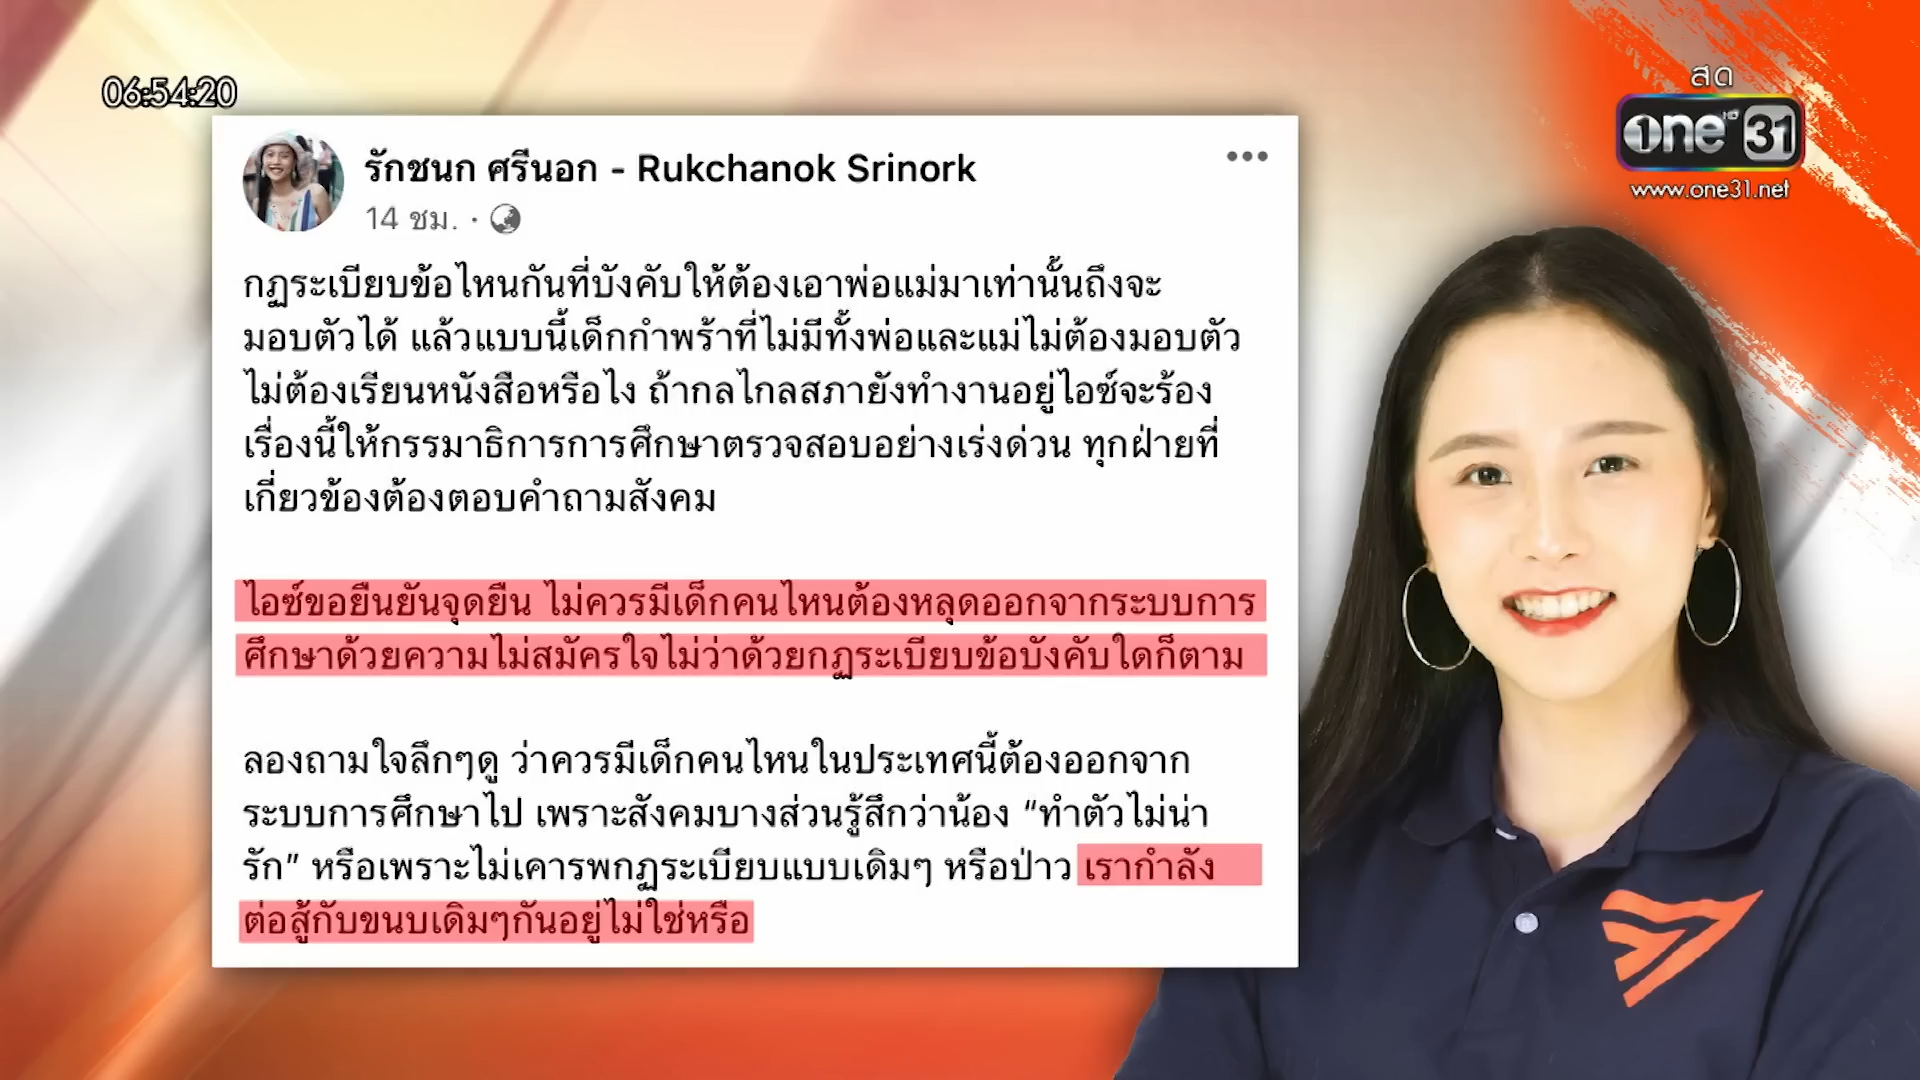 06:54:20
สด
one HD 31
www.one31.net
รักชนก ศรีนอก - Rukchanok Srinork
14 ชม. ·
กฏระเบียบข้อไหนกันที่บังคับให้ต้องเอาพ่อแม่มาเท่านั้นถึงจะ
มอบตัวได้ แล้วแบบนี้เด็กกำพร้าที่ไม่มีทั้งพ่อและแม่ไม่ต้องมอบตัว
ไม่ต้องเรียนหนังสือหรือไง ถ้ากลไกลสภายังทำงานอยู่ไอซ์จะร้อง
เรื่องนี้ให้กรรมาธิการการศึกษาตรวจสอบอย่างเร่งด่วน ทุกฝ่ายที่
เกี่ยวข้องต้องตอบคำถามสังคม
ไอซ์ขอยืนยันจุดยืน ไม่ควรมีเด็กคนไหนต้องหลุดออกจากระบบการ
ศึกษาด้วยความไม่สมัครใจไม่ว่าด้วยกฏระเบียบข้อบังคับใดก็ตาม
ลองถามใจลึกๆดู ว่าควรมีเด็กคนไหนในประเทศนี้ต้องออกจาก
ระบบการศึกษาไป เพราะสังคมบางส่วนรู้สึกว่าน้อง “ทำตัวไม่น่า
รัก” หรือเพราะไม่เคารพกฏระเบียบแบบเดิมๆ หรือป่าว เรากำลัง
ต่อสู้กับขนบเดิมๆกันอยู่ไม่ใช่หรือ